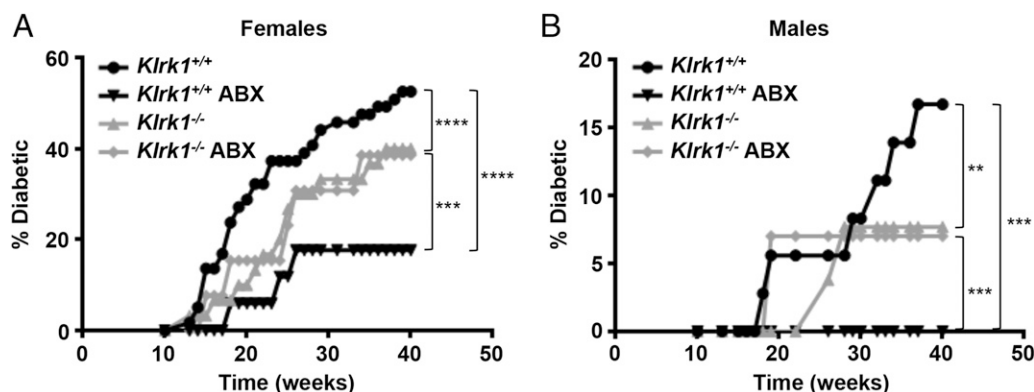 A
Females
Klrk1+/+
Klrk1+/+ ABX
Klrk1-/-
Klrk1-/- ABX
% Diabetic
60
40
20
0
0 10 20 30 40 50
Time (weeks)
****
***
****
B
Males
Klrk1+/+
Klrk1+/+ ABX
Klrk1-/-
Klrk1-/- ABX
% Diabetic
20
15
10
5
0
0 10 20 30 40 50
Time (weeks)
**
***
***